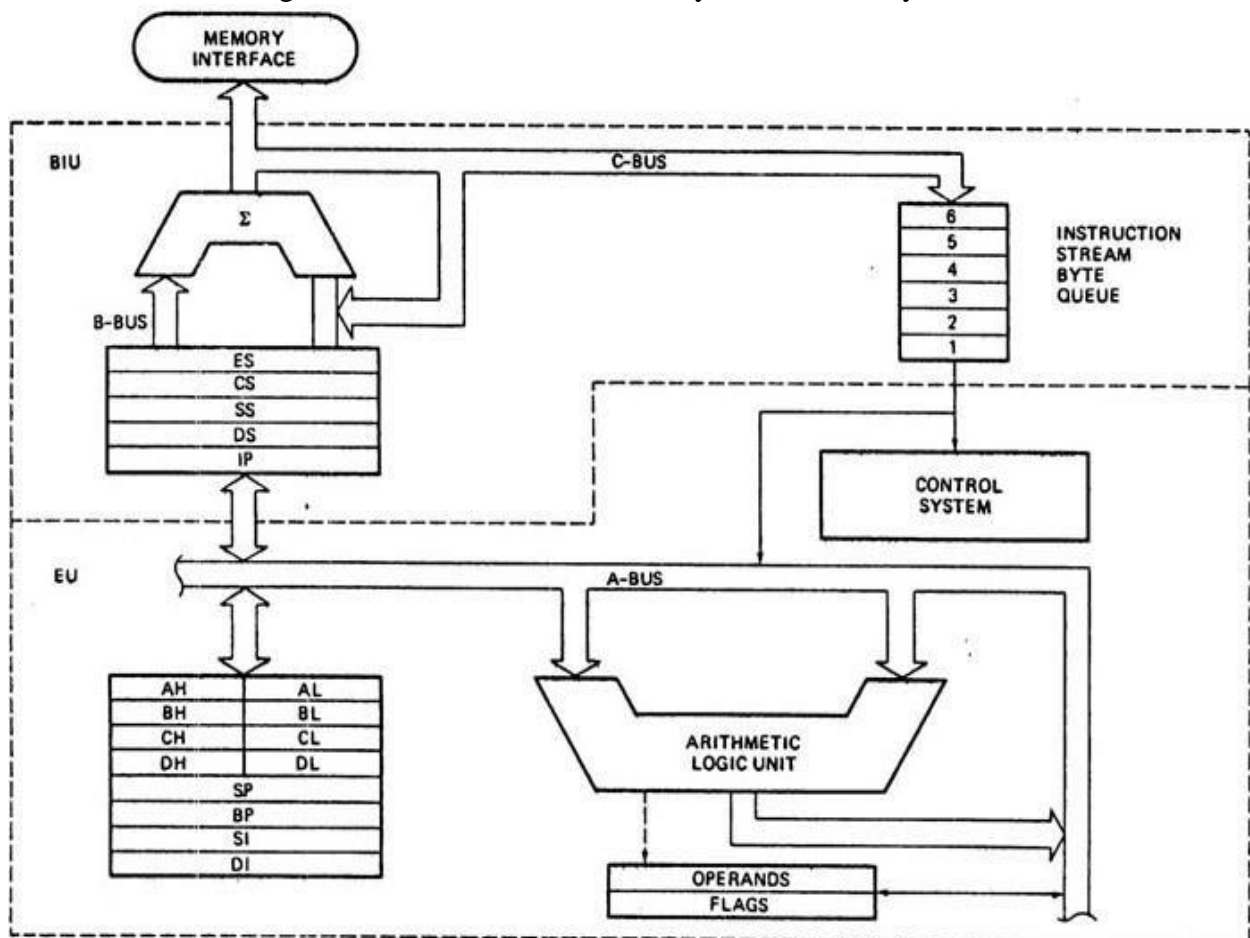 MEMORY
INTERFACE
BIU
C-BUS
Σ
6
5
4
3
2
1
INSTRUCTION
STREAM
BYTE
QUEUE
B-BUS
ES
CS
SS
DS
IP
CONTROL
SYSTEM
EU
A-BUS
AH AL
BH BL
CH CL
DH DL
SP
BP
SI
DI
ARITHMETIC
LOGIC UNIT
OPERANDS
FLAGS